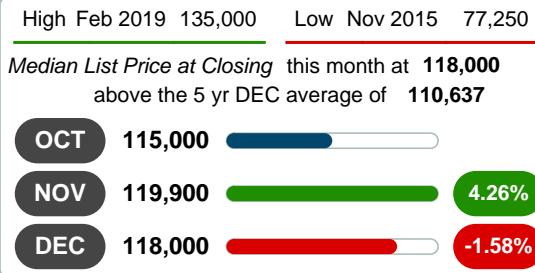 High Feb 2019 135,000 Low Nov 2015 77,250
Median List Price at Closing this month at 118,000
above the 5 yr DEC average of 110,637
OCT 115,000
NOV 119,900 4.26%
DEC 118,000 -1.58%